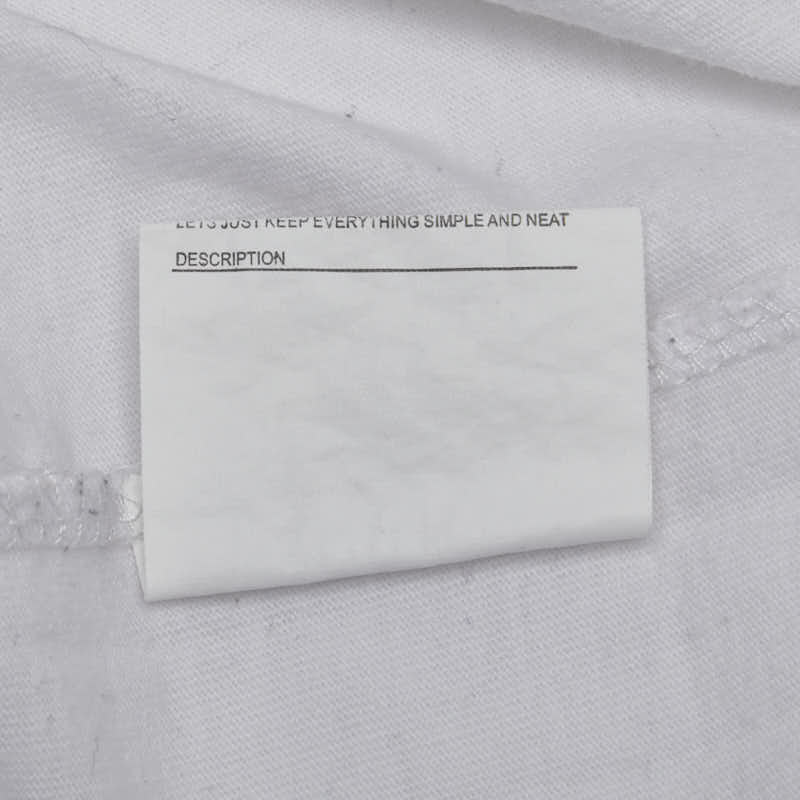 LETS JUST KEEP EVERYTHING SIMPLE AND NEAT
DESCRIPTION